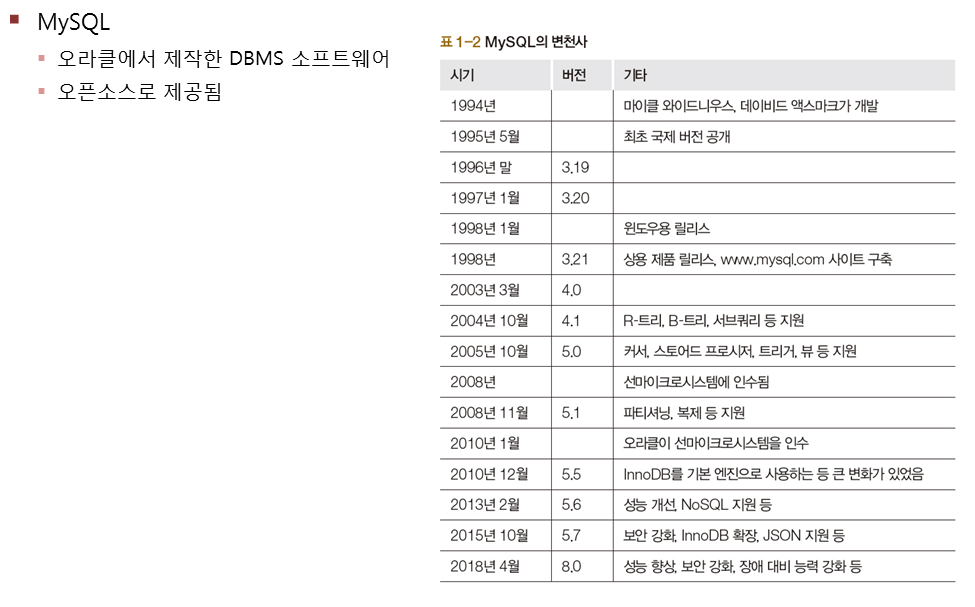 MySQL
오라클에서 제작한 DBMS 소프트웨어
오픈소스로 제공됨
표 1-2 MySQL의 변천사
시기 버전 기타
1994년 마이클 와이드니우스, 데이비드 액스마크가 개발
1995년 5월 최초 국제 버전 공개
1996년 말 3.19
1997년 1월 3.20
1998년 1월 윈도우용 릴리스
1998년 3.21 상용 제품 릴리스, www.mysql.com 사이트 구축
2003년 3월 4.0
2004년 10월 4.1 R-트리, B-트리, 서브쿼리 등 지원
2005년 10월 5.0 커서, 스토어드 프로시저, 트리거, 뷰 등 지원
2008년 선마이크로시스템에 인수됨
2008년 11월 5.1 파티셔닝, 복제 등 지원
2010년 1월 오라클이 선마이크로시스템을 인수
2010년 12월 5.5 InnoDB를 기본 엔진으로 사용하는 등 큰 변화가 있었음
2013년 2월 5.6 성능 개선, NoSQL 지원 등
2015년 10월 5.7 보안 강화, InnoDB 확장, JSON 지원 등
2018년 4월 8.0 성능 향상, 보안 강화, 장애 대비 능력 강화 등